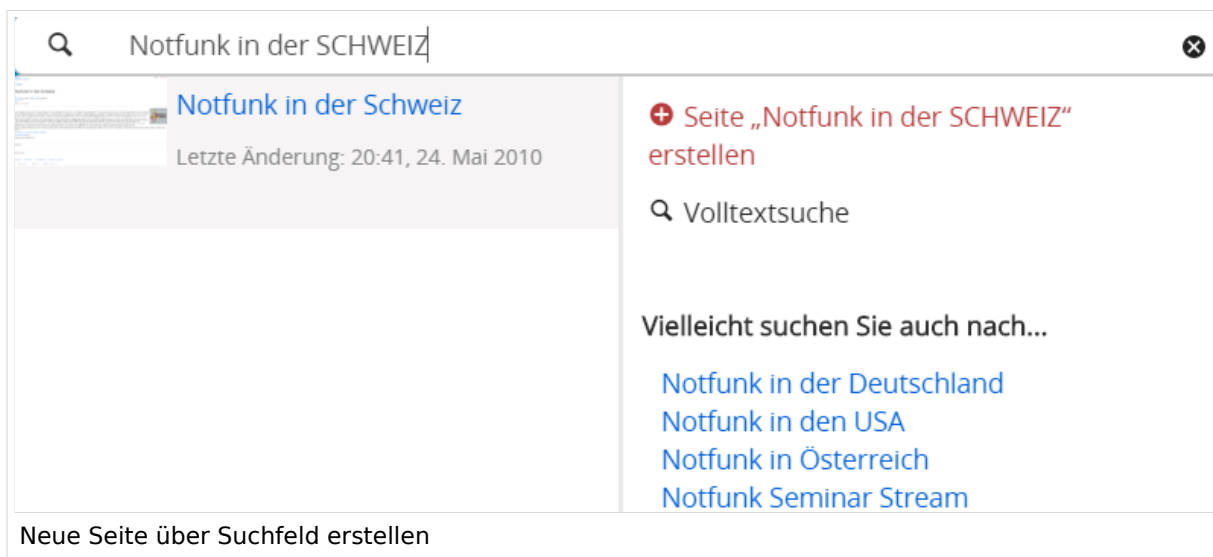 Notfunk in der SCHWEIZ
Notfunk in der Schweiz
Letzte Änderung: 20:41, 24. Mai 2010
Seite „Notfunk in der SCHWEIZ“
erstellen
Volltextsuche
Vielleicht suchen Sie auch nach...
Notfunk in der Deutschland
Notfunk in den USA
Notfunk in Österreich
Notfunk Seminar Stream
Neue Seite über Suchfeld erstellen